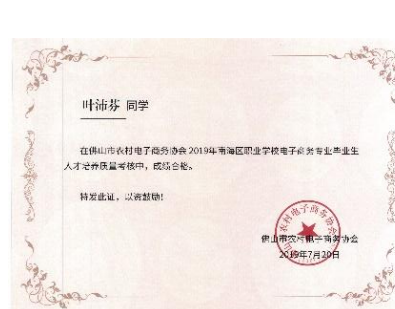 叶沛芬 同学
在佛山市农村电子商务协会2019年南海区职业学校电子商务专业毕业生
人才培养质量考核中，成绩合格。
特发此证，以资鼓励！
佛山市农村电子商务协会
2019年7月20日